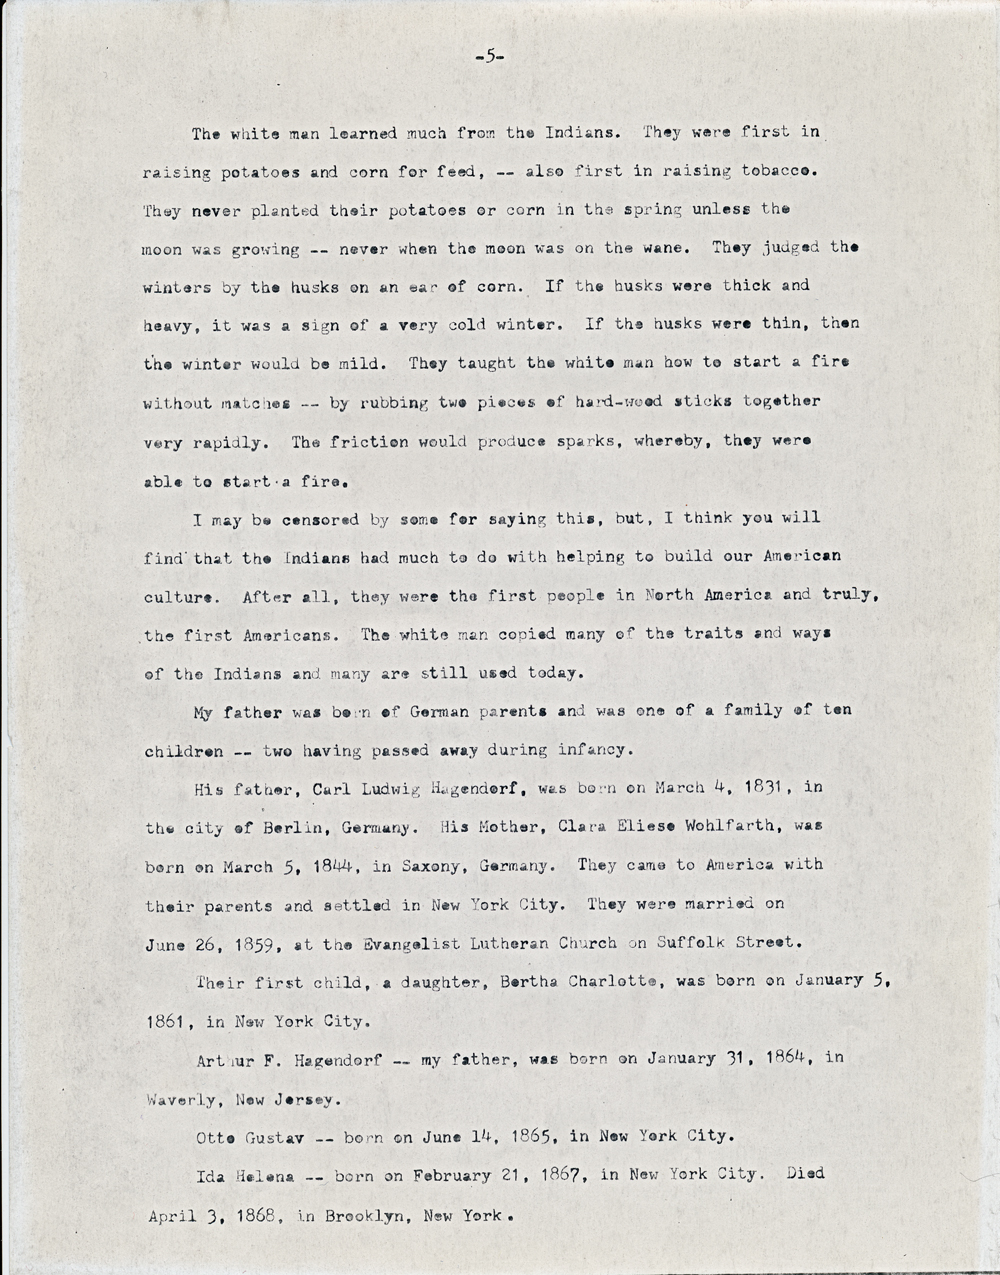 -5-
The white man learned much from the Indians. They were first in
raising potatoes and corn for feed, -- also first in raising tobacco.
They never planted their potatoes or corn in the spring unless the
moon was growing -- never when the moon was on the wane. They judged the
winters by the husks on an ear of corn. If the husks were thick and
heavy, it was a sign of a very cold winter. If the husks were thin, then
the winter would be mild. They taught the white man how to start a fire
without matches -- by rubbing two pieces of hard-wood sticks together
very rapidly. The friction would produce sparks, whereby, they were
able to start a fire.
I may be censored by some for saying this, but, I think you will
find that the Indians had much to do with helping to build our American
culture. After all, they were the first people in North America and truly,
the first Americans. The white man copied many of the traits and ways
of the Indians and many are still used today.
My father was born of German parents and was one of a family of ten
children -- two having passed away during infancy.
His father, Carl Ludwig Hagendorf, was born on March 4, 1831, in
the city of Berlin, Germany. His Mother, Clara Eliese Wohlfarth, was
born on March 5, 1844, in Saxony, Germany. They came to America with
their parents and settled in New York City. They were married on
June 26, 1859, at the Evangelist Lutheran Church on Suffolk Street.
Their first child, a daughter, Bertha Charlotte, was born on January 5,
1861, in New York City.
Arthur F. Hagendorf -- my father, was born on January 31, 1864, in
Waverly, New Jersey.
Otto Gustav -- born on June 14, 1865, in New York City.
Ida Helena -- born on February 21, 1867, in New York City. Died
April 3, 1868, in Brooklyn, New York.